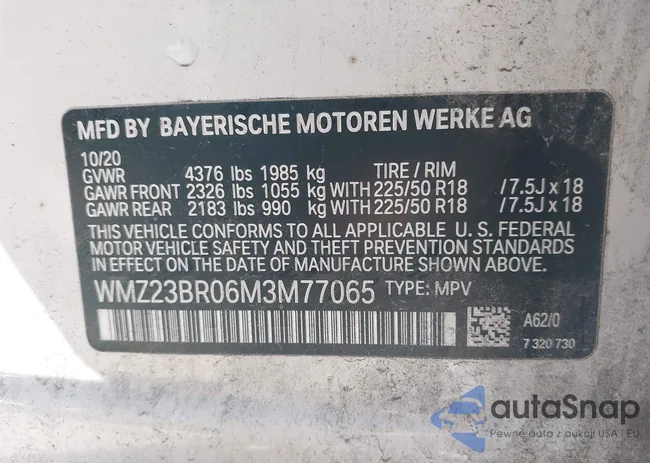 MFD BY BAYERISCHE MOTOREN WERKE AG
10/20
GVWR 4376 lbs 1985 kg TIRE / RIM
GAWR FRONT 2326 lbs 1055 kg WITH 225/50 R18 / 7.5J x 18
GAWR REAR 2183 lbs 990 kg WITH 225/50 R18 / 7.5J x 18
THIS VEHICLE CONFORMS TO ALL APPLICABLE U. S. FEDERAL
MOTOR VEHICLE SAFETY AND THEFT PREVENTION STANDARDS
IN EFFECT ON THE DATE OF MANUFACTURE SHOWN ABOVE.
WMZ23BR06M3M77065 TYPE: MPV
A62/0
7 320 730
autaSnap
Pewne auta z aukcji USA i EU